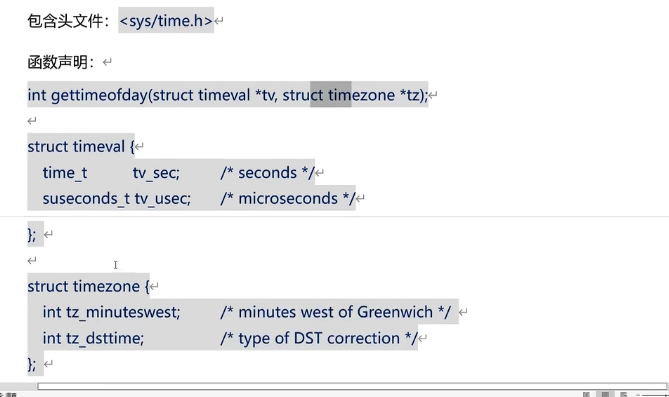 包含头文件：<sys/time.h>
函数声明：
int gettimeofday(struct timeval *tv, struct timezone *tz);
struct timeval {
time_t tv_sec; /* seconds */
suseconds_t tv_usec; /* microseconds */
};
struct timezone {
int tz_minuteswest; /* minutes west of Greenwich */
int tz_dsttime; /* type of DST correction */
};